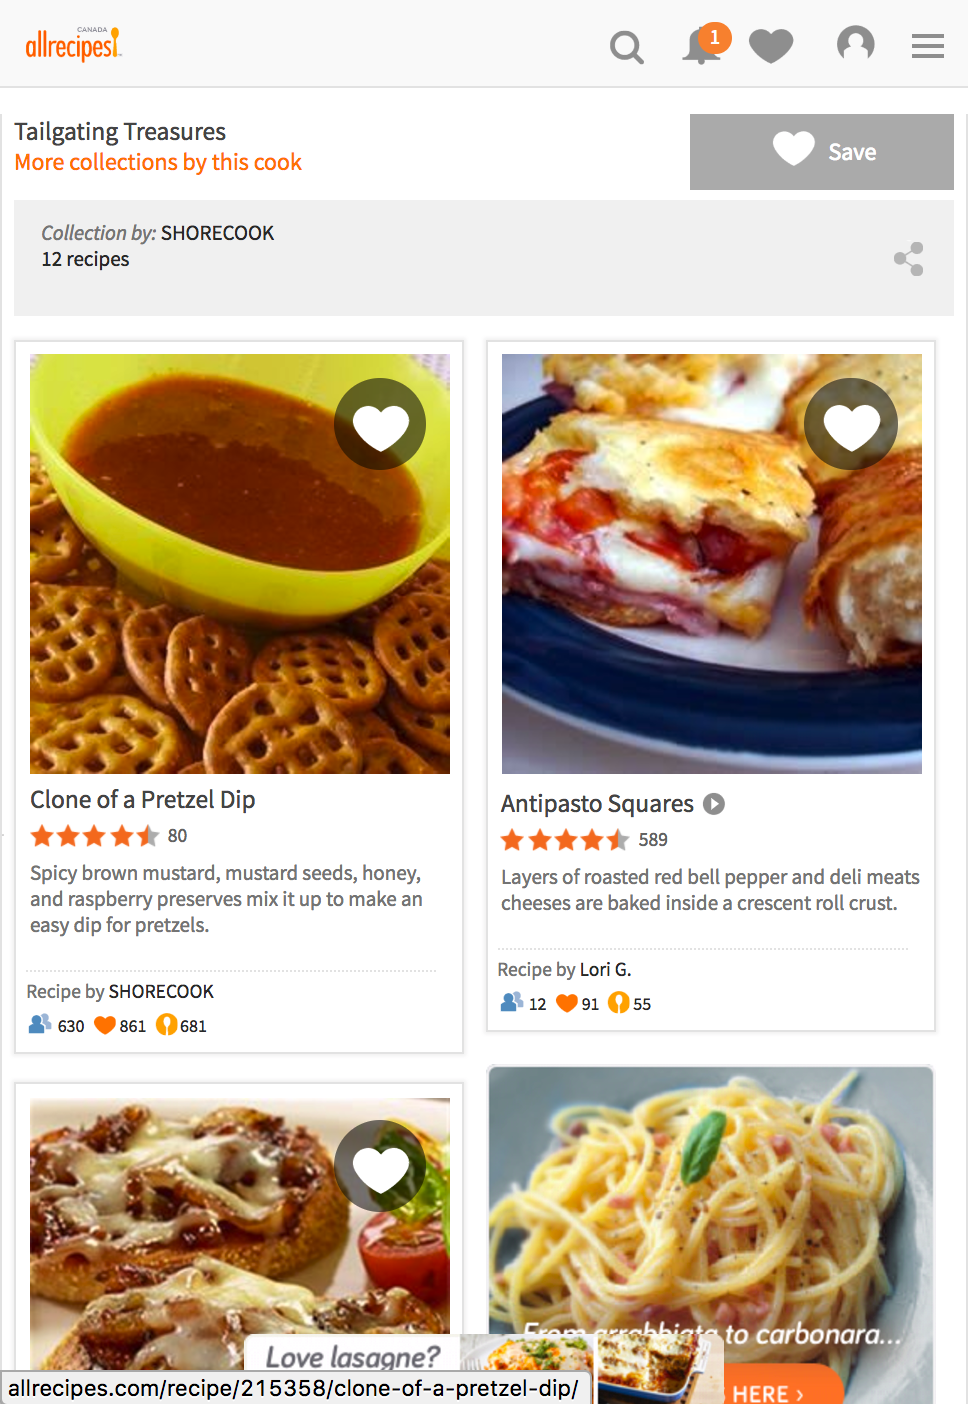 CANADA
allrecipes!
1
Tailgating Treasures
More collections by this cook
Save
Collection by: SHORECOOK
12 recipes
Clone of a Pretzel Dip
80
Spicy brown mustard, mustard seeds, honey,
and raspberry preserves mix it up to make an
easy dip for pretzels.
Recipe by SHORECOOK
630 861 681
Antipasto Squares
589
Layers of roasted red bell pepper and deli meats
cheeses are baked inside a crescent roll crust.
Recipe by Lori G.
12 91 55
From arrabbiata to carbonara...
HERE ›
Love lasagne?
allrecipes.com/recipe/215358/clone-of-a-pretzel-dip/